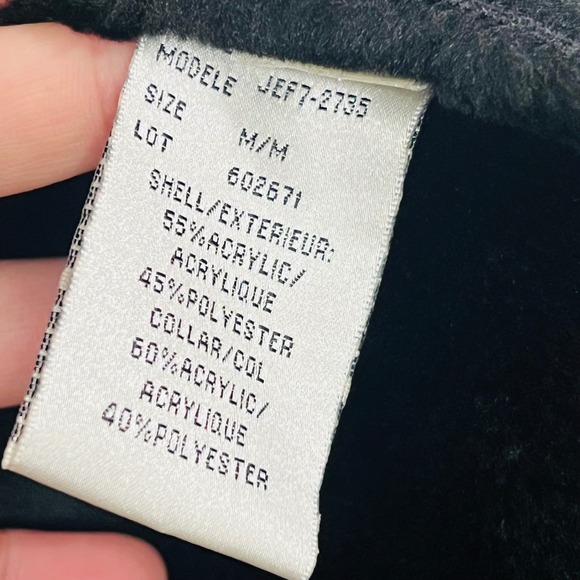 MODELE JEF7-2735
SIZE M/M
LOT 602671
SHELL/EXTERIEUR:
55%ACRYLIC/
ACRYLIQUE
45%POLYESTER
COLLAR/COL
60%ACRYLIC/
ACRYLIQUE
40%POLYESTER